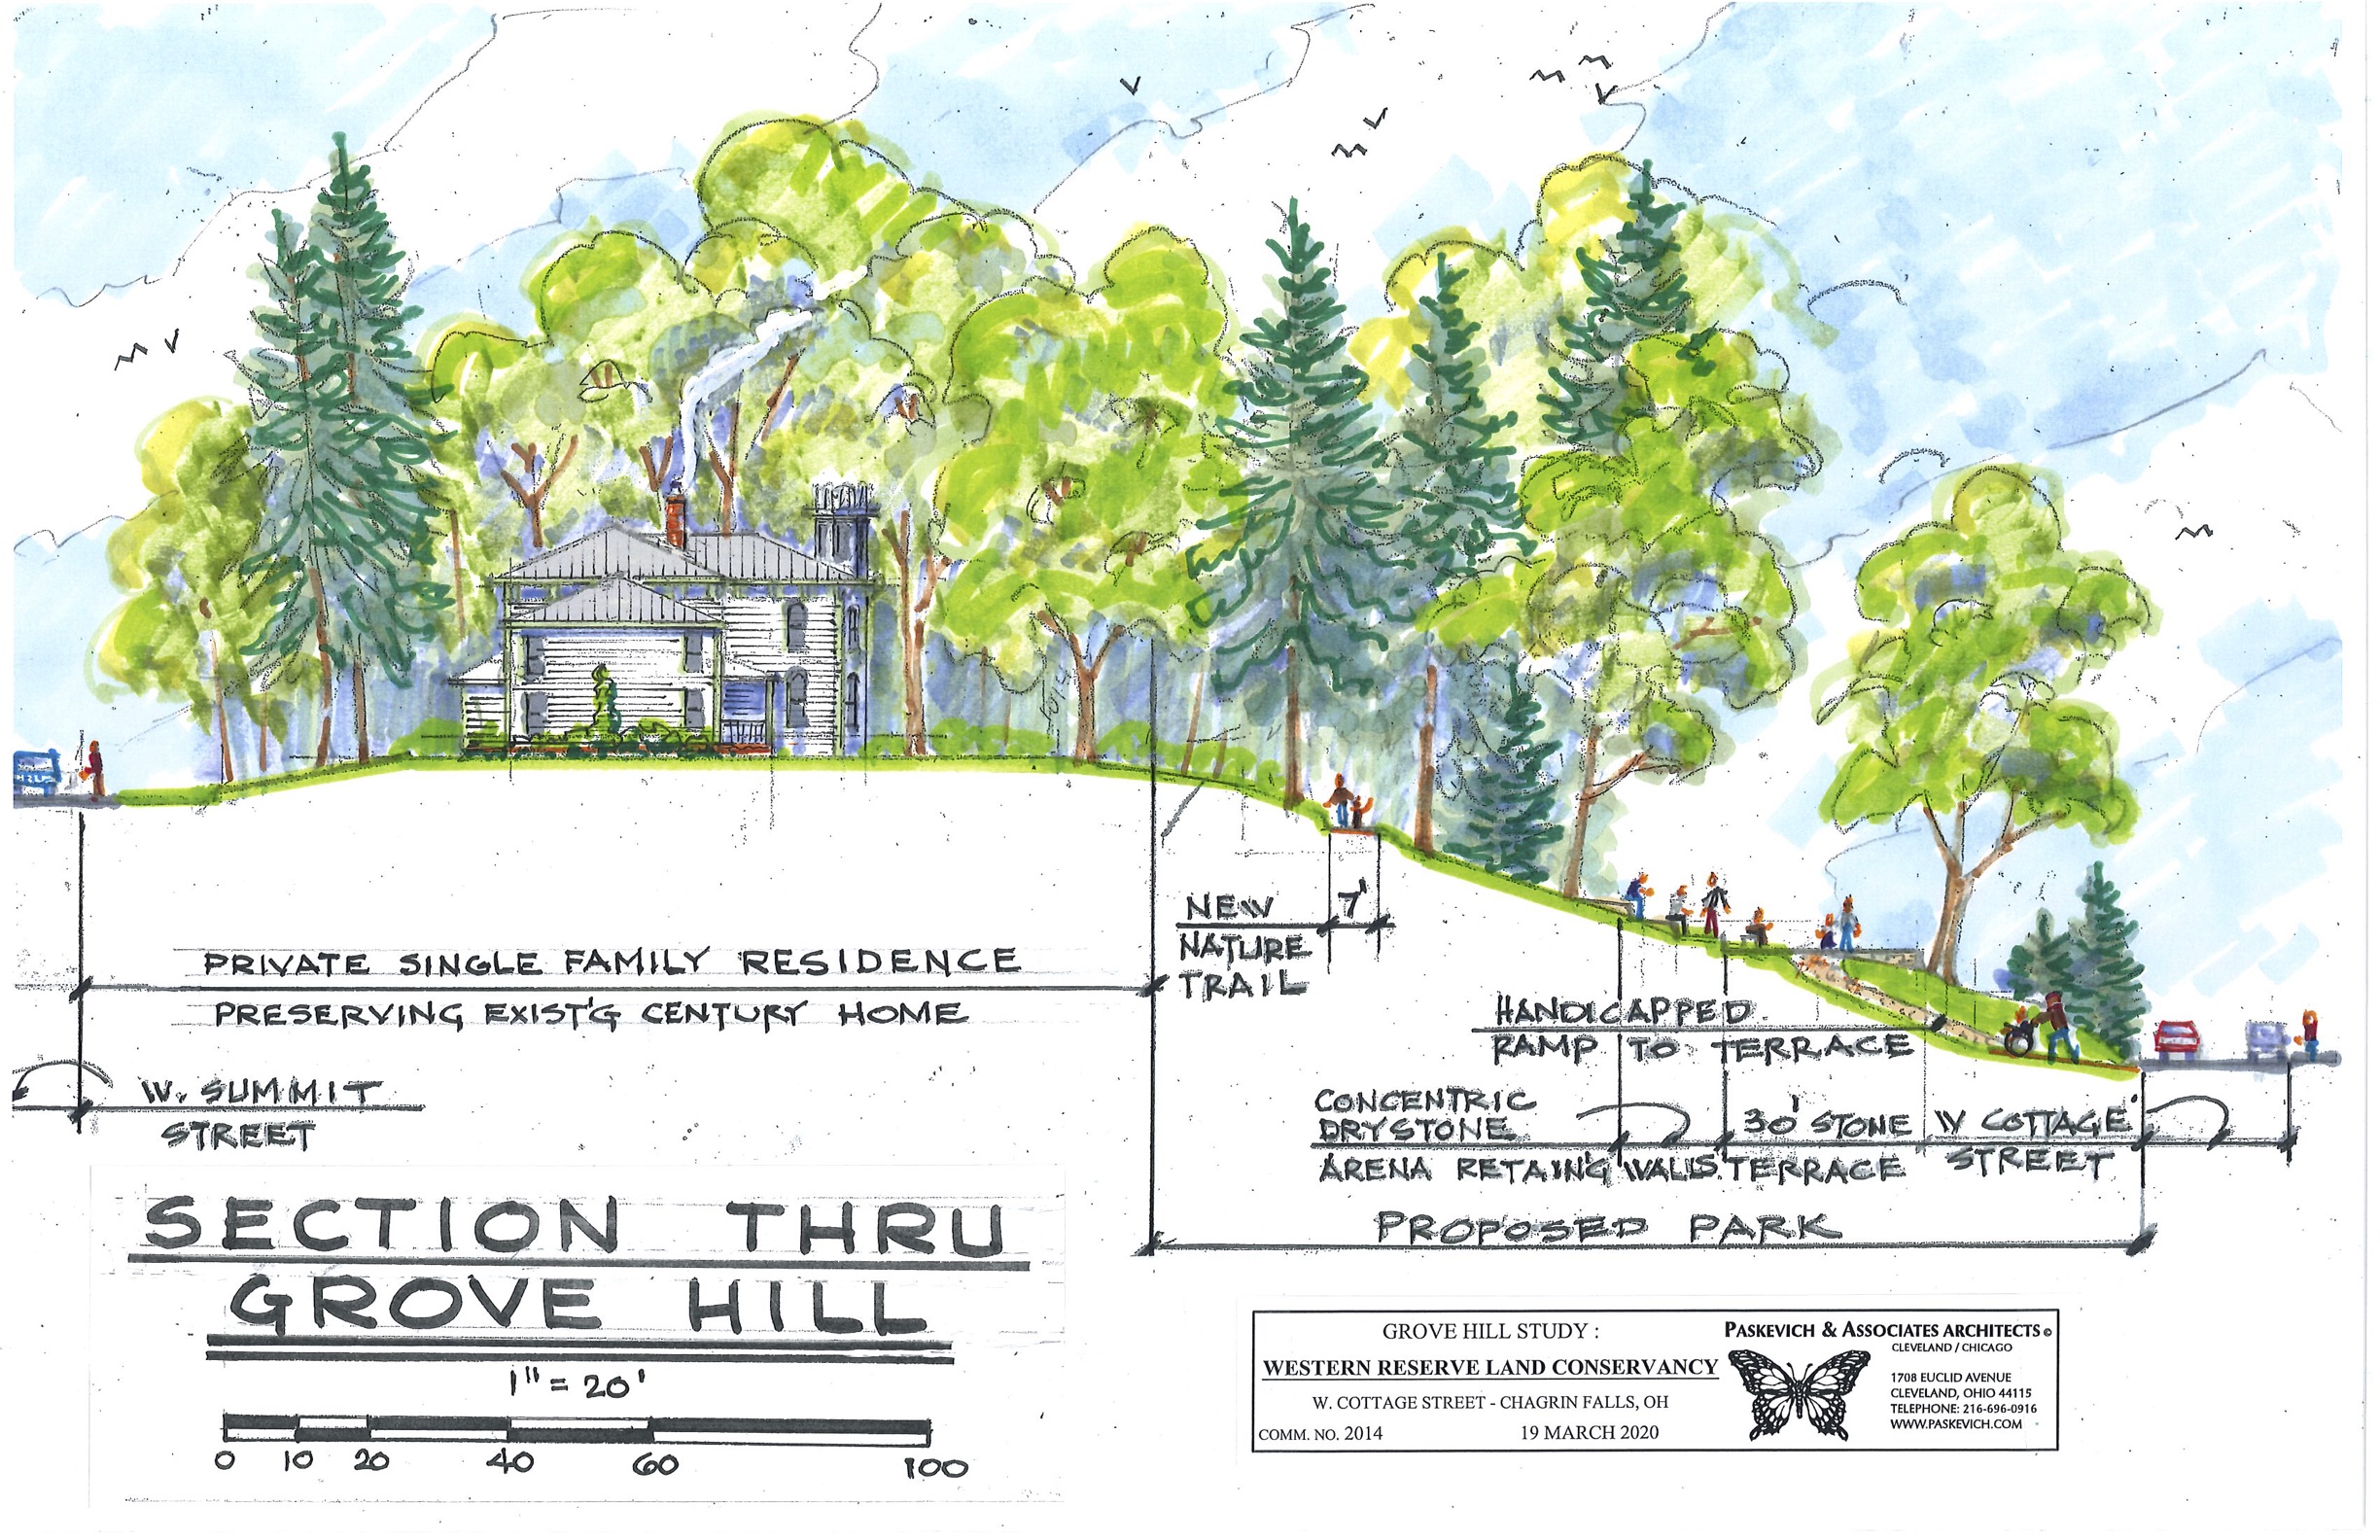 PRIVATE SINGLE FAMILY RESIDENCE
PRESERVING EXIST'G CENTURY HOME
W. SUMMIT
STREET
NEW
NATURE
TRAIL
7'
HANDICAPPED
RAMP TO TERRACE
CONCENTRIC
DRYSTONE
ARENA RETAIN'G WALLS.
30' STONE
TERRACE
W COTTAGE
STREET
PROPOSED PARK
SECTION THRU
GROVE HILL
1" = 20'
0 10 20 40 60 100
GROVE HILL STUDY :
WESTERN RESERVE LAND CONSERVANCY
W. COTTAGE STREET - CHAGRIN FALLS, OH
COMM. NO. 2014 19 MARCH 2020
PASKEVICH & ASSOCIATES ARCHITECTS©
CLEVELAND / CHICAGO
1708 EUCLID AVENUE
CLEVELAND, OHIO 44115
TELEPHONE: 216-696-0916
WWW.PASKEVICH.COM